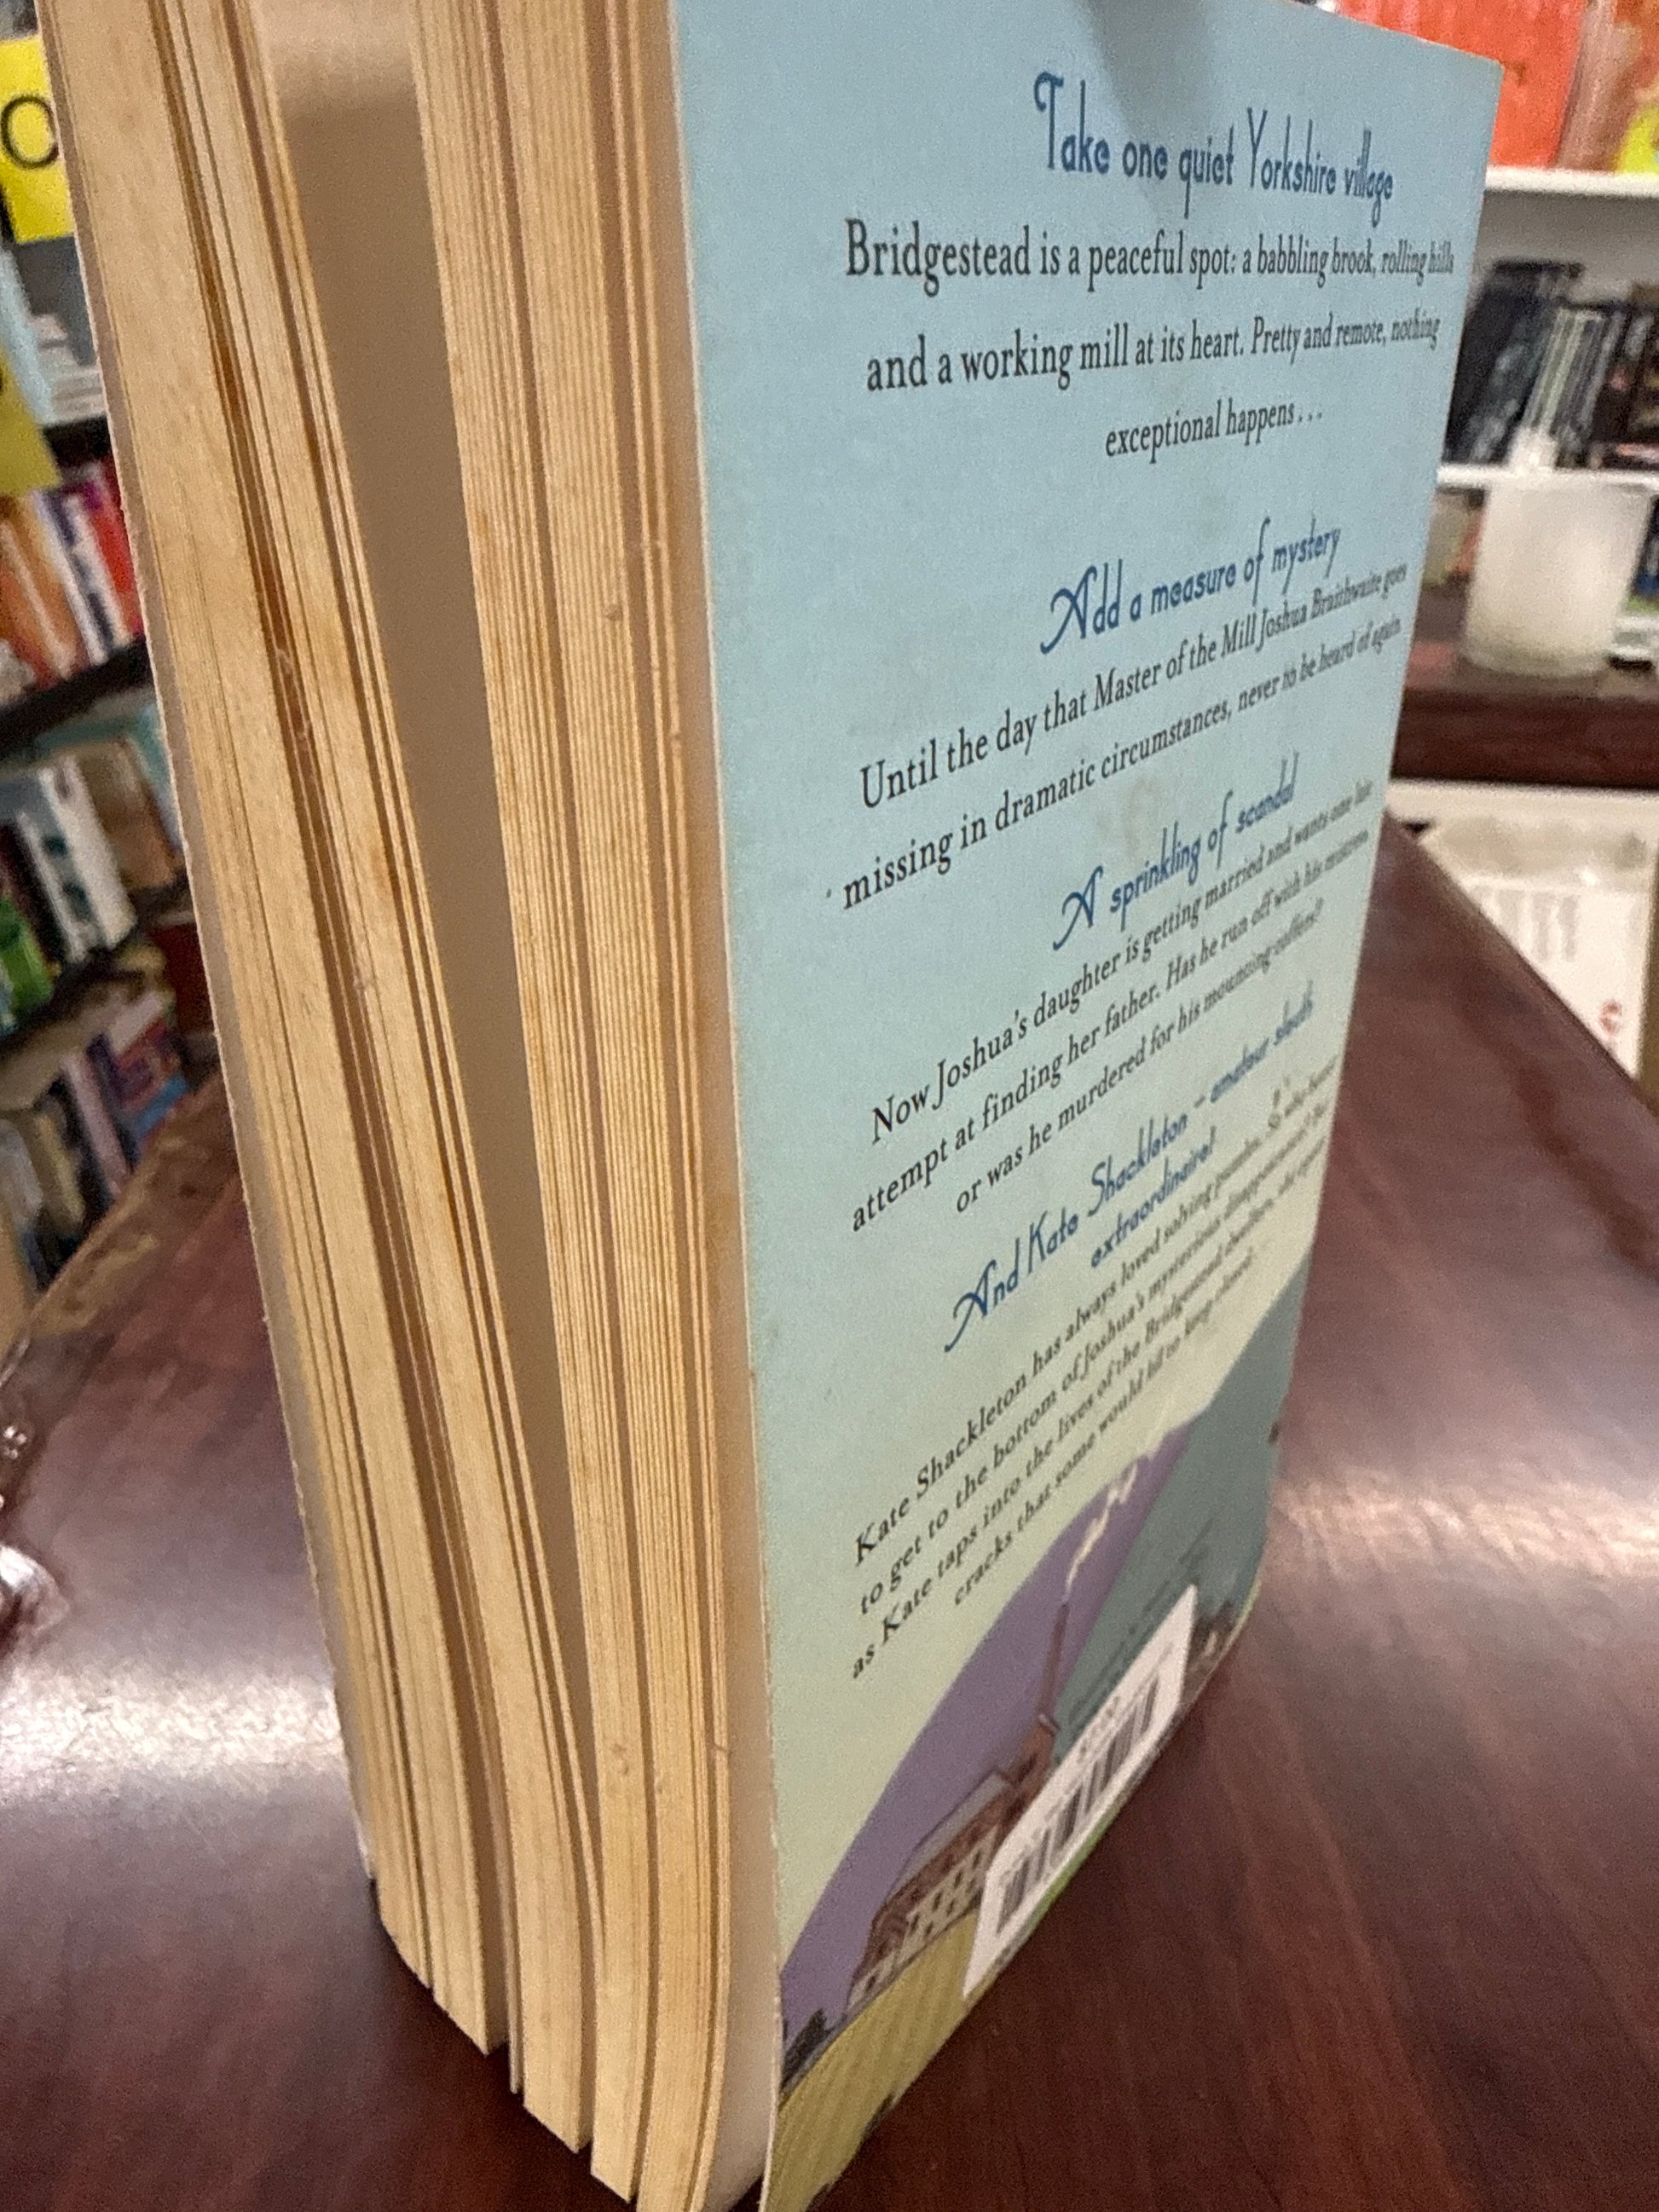 Take one quiet Yorkshire village
Bridgestead is a peaceful spot: a babbling brook, rolling hills
and a working mill at its heart. Pretty and remote, nothing
exceptional happens . . .
Add a measure of mystery
Until the day that Master of the Mill Joshua Braithwaite goes
missing in dramatic circumstances, never to be heard of again.
A sprinkling of scandal
Now Joshua's daughter is getting married and wants one last
attempt at finding her father. Has he run off with his mistress
or was he murdered for his mounting coffers?
And Kate Shackleton – amateur sleuth
extraordinaire!
Kate Shackleton has always loved solving puzzles. So who better
to get to the bottom of Joshua's mysterious disappearance? But
as Kate taps into the lives of the Bridgestead dwellers, she opens
cracks that some would kill to keep closed